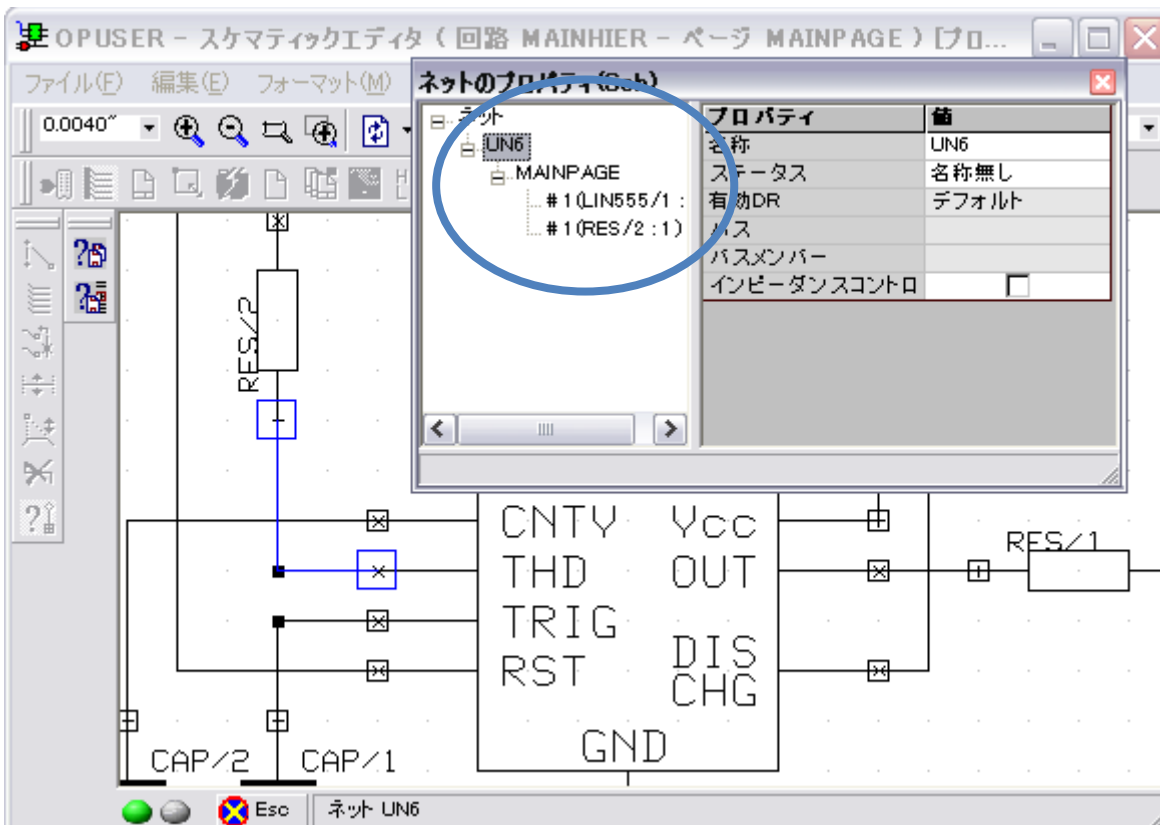 OPUSER - スケマティックエディタ ( 回路 MAINHIER - ページ MAINPAGE ) [プロ...
ファイル(F) 編集(E) フォーマット(M)
ネットのプロパティ(Sch)
0.0040"
ネット
UN6
MAINPAGE
#1(LIN555/1 :
#1(RES/2 :1)
プロパティ 値
名称 UN6
ステータス 名称無し
有効DR デフォルト
バス
バスメンバー
インピーダンスコントロ
RES/2
CNTV Vcc
THD OUT
TRIG
RST DIS
CHG
GND
RES/1
CAP/2 CAP/1
Esc ネット UN6